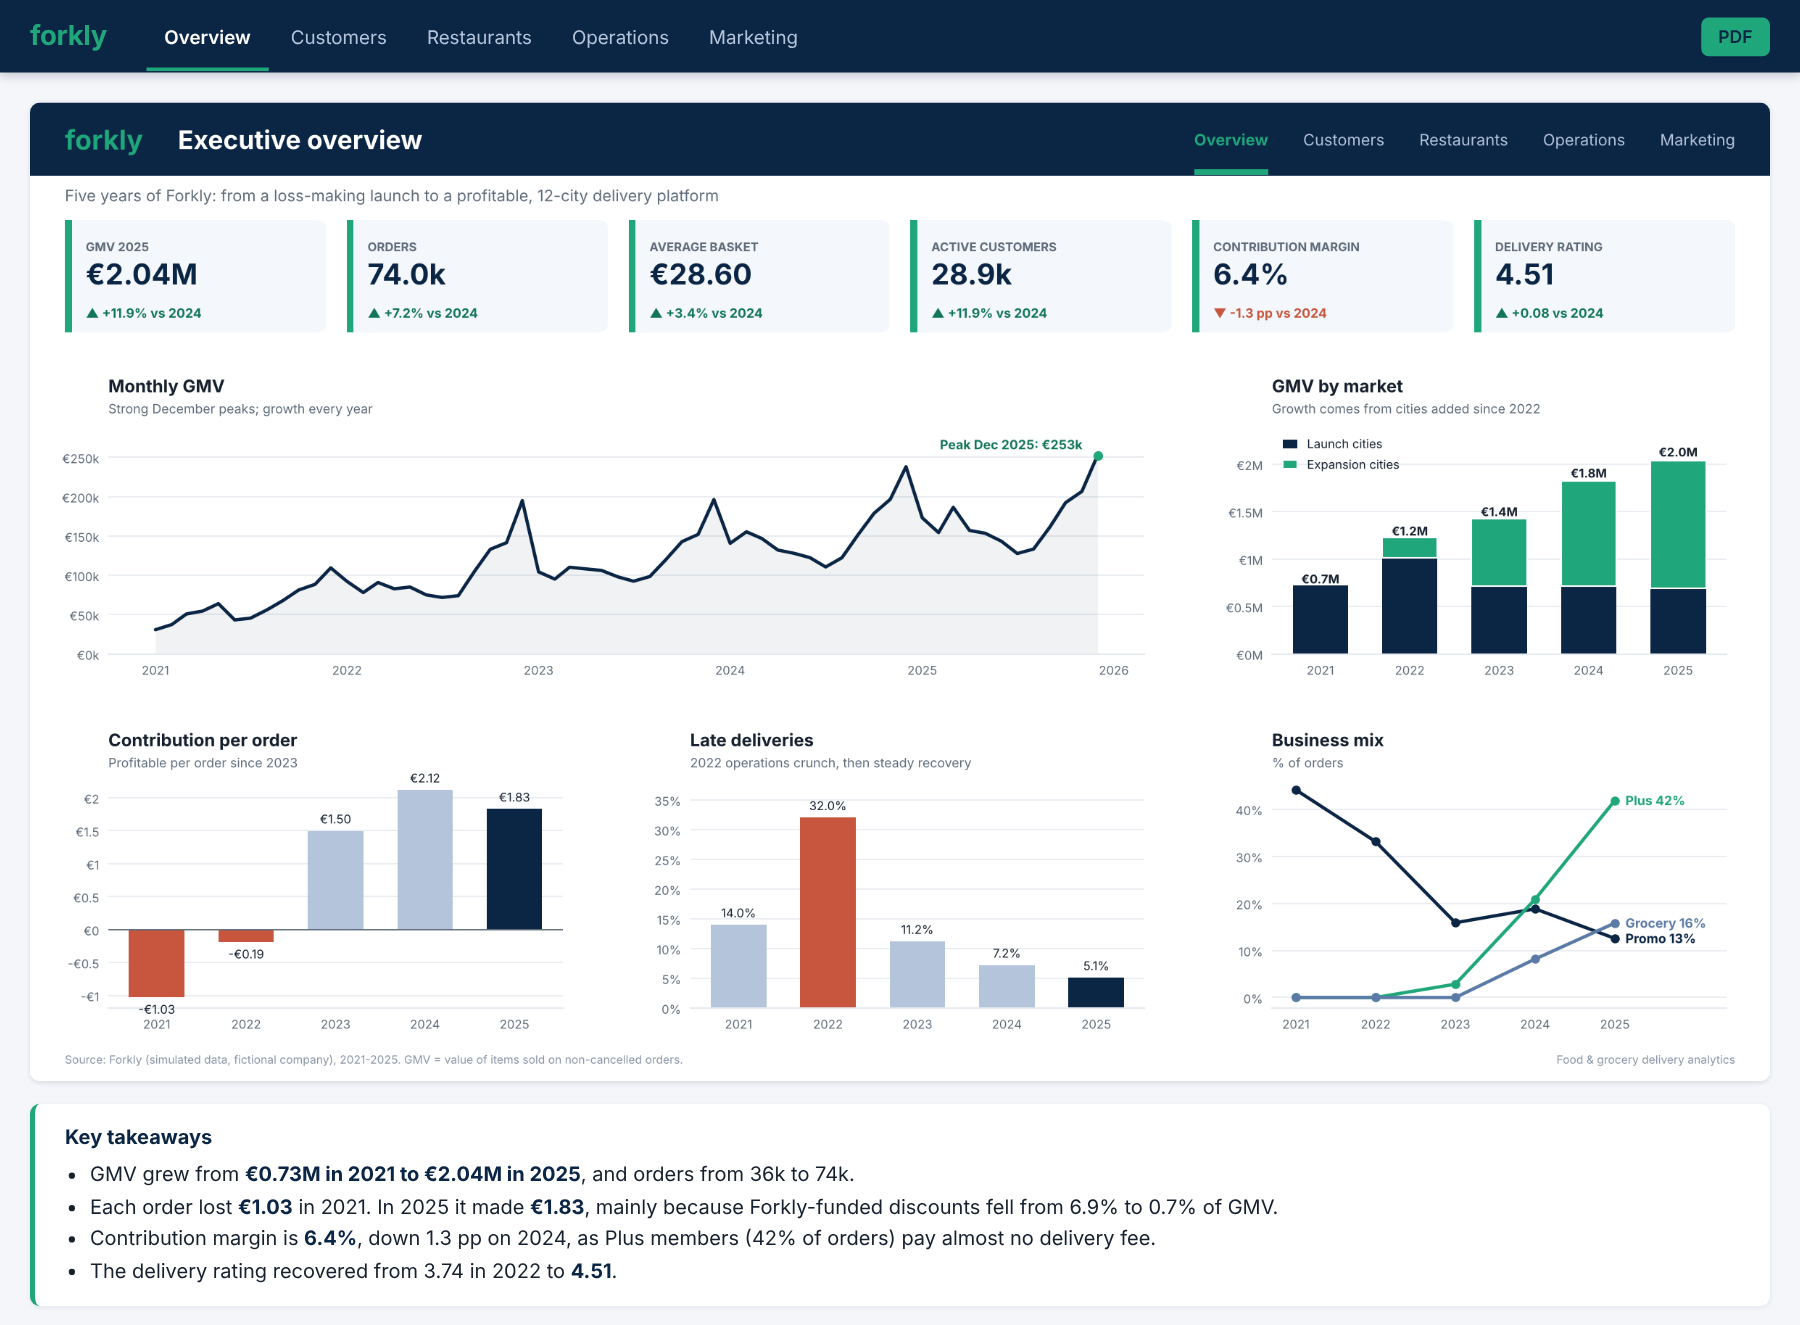 forkly Overview Customers Restaurants Operations Marketing PDF
forkly Executive overview Overview Customers Restaurants Operations Marketing
Five years of Forkly: from a loss-making launch to a profitable, 12-city delivery platform
GMV 2025
€2.04M
▲ +11.9% vs 2024
ORDERS
74.0k
▲ +7.2% vs 2024
AVERAGE BASKET
€28.60
▲ +3.4% vs 2024
ACTIVE CUSTOMERS
28.9k
▲ +11.9% vs 2024
CONTRIBUTION MARGIN
6.4%
▼ -1.3 pp vs 2024
DELIVERY RATING
4.51
▲ +0.08 vs 2024
Monthly GMV
Strong December peaks; growth every year
Peak Dec 2025: €253k
€250k
€200k
€150k
€100k
€50k
€0k
2021 2022 2023 2024 2025 2026
GMV by market
Growth comes from cities added since 2022
Launch cities
Expansion cities
€2M
€1.5M
€1M
€0.5M
€0M
€0.7M
€1.2M
€1.4M
€1.8M
€2.0M
2021 2022 2023 2024 2025
Contribution per order
Profitable per order since 2023
€2
€1.5
€1
€0.5
€0
-€0.5
-€1
-€1.03
-€0.19
€1.50
€2.12
€1.83
2021 2022 2023 2024 2025
Late deliveries
2022 operations crunch, then steady recovery
35%
30%
25%
20%
15%
10%
5%
0%
14.0%
32.0%
11.2%
7.2%
5.1%
2021 2022 2023 2024 2025
Business mix
% of orders
40%
30%
20%
10%
0%
Plus 42%
Grocery 16%
Promo 13%
2021 2022 2023 2024 2025
Source: Forkly (simulated data, fictional company), 2021-2025. GMV = value of items sold on non-cancelled orders.
Food & grocery delivery analytics
Key takeaways
• GMV grew from €0.73M in 2021 to €2.04M in 2025, and orders from 36k to 74k.
• Each order lost €1.03 in 2021. In 2025 it made €1.83, mainly because Forkly-funded discounts fell from 6.9% to 0.7% of GMV.
• Contribution margin is 6.4%, down 1.3 pp on 2024, as Plus members (42% of orders) pay almost no delivery fee.
• The delivery rating recovered from 3.74 in 2022 to 4.51.